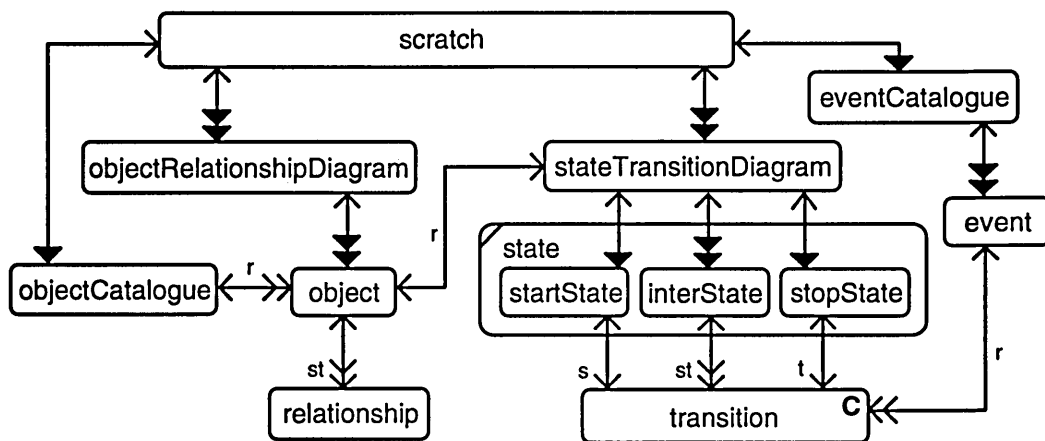 scratch
eventCatalogue
objectRelationshipDiagram
stateTransitionDiagram
r
event
state
r
objectCatalogue
object
startState
interState
stopState
r
st
s
st
t
relationship
transition
C